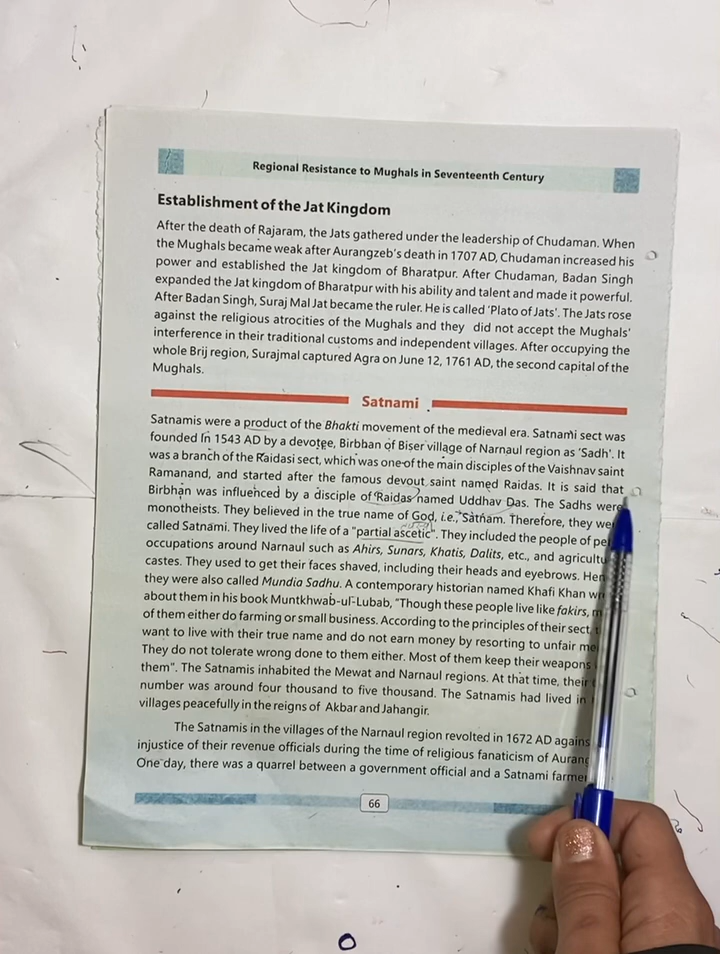 Regional Resistance to Mughals in Seventeenth Century
Establishment of the Jat Kingdom
After the death of Rajaram, the Jats gathered under the leadership of Chudaman. When
the Mughals became weak after Aurangzeb's death in 1707 AD, Chudaman increased his
power and established the Jat kingdom of Bharatpur. After Chudaman, Badan Singh
expanded the Jat kingdom of Bharatpur with his ability and talent and made it powerful.
After Badan Singh, Suraj Mal Jat became the ruler. He is called 'Plato of Jats'. The Jats rose
against the religious atrocities of the Mughals and they did not accept the Mughals'
interference in their traditional customs and independent villages. After occupying the
whole Brij region, Surajmal captured Agra on June 12, 1761 AD, the second capital of the
Mughals.
Satnami
Satnamis were a product of the Bhakti movement of the medieval era. Satnami sect was
founded in 1543 AD by a devotee, Birbhan of Biser village of Narnaul region as 'Sadh'. It
was a branch of the Raidasi sect, which was one of the main disciples of the Vaishnav saint
Ramanand, and started after the famous devout saint named Raidas. It is said that
Birbhan was influenced by a disciple of Raidas named Uddhav Das. The Sadhs were
monotheists. They believed in the true name of God, i.e., Satnam. Therefore, they
called Satnami. They lived the life of a "partial ascetic". They included the people of
occupations around Narnaul such as Ahirs, Sunars, Khatis, Dalits, etc., and
castes. They used to get their faces shaved, including their heads and eyebrows.
they were also called Mundia Sadhu. A contemporary historian named Khafi Khan
about them in his book Muntkhwab-ul-Lubab, "Though these people live like fakirs,
of them either do farming or small business. According to the principles of their sect,
want to live with their true name and do not earn money by resorting to unfair
They do not tolerate wrong done to them either. Most of them keep their weapons
them". The Satnamis inhabited the Mewat and Narnaul regions. At that time, their
number was around four thousand to five thousand. The Satnamis had lived in
villages peacefully in the reigns of Akbar and Jahangir.
The Satnamis in the villages of the Narnaul region revolted in 1672 AD
injustice of their revenue officials during the time of religious fanaticism of
One day, there was a quarrel between a government official and a Satnami
66